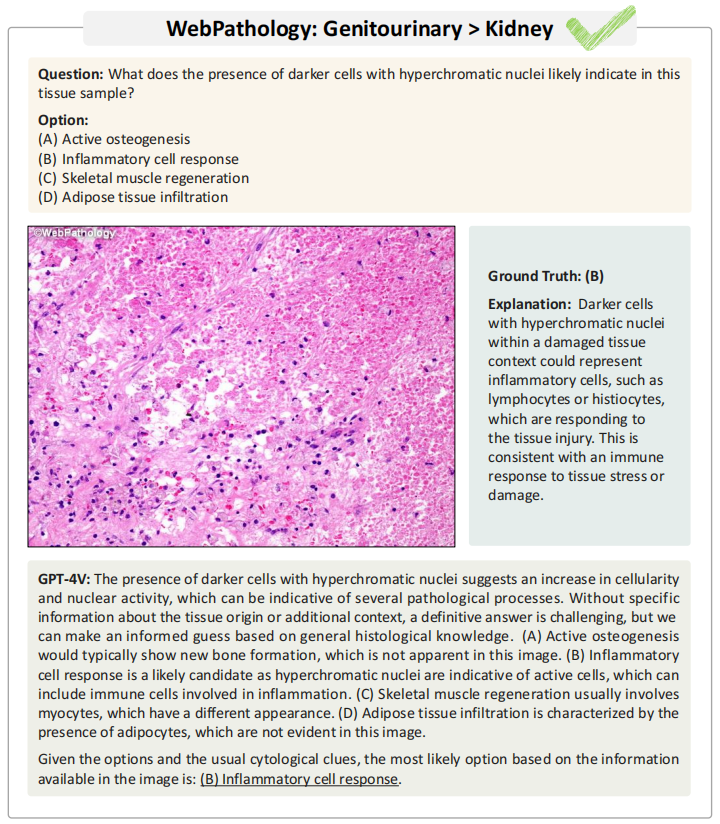 WebPathology: Genitourinary > Kidney
Question: What does the presence of darker cells with hyperchromatic nuclei likely indicate in this
tissue sample?
Option:
(A) Active osteogenesis
(B) Inflammatory cell response
(C) Skeletal muscle regeneration
(D) Adipose tissue infiltration
©WebPathology
Ground Truth: (B)
Explanation: Darker cells
with hyperchromatic nuclei
within a damaged tissue
context could represent
inflammatory cells, such as
lymphocytes or histiocytes,
which are responding to
the tissue injury. This is
consistent with an immune
response to tissue stress or
damage.
GPT-4V: The presence of darker cells with hyperchromatic nuclei suggests an increase in cellularity
and nuclear activity, which can be indicative of several pathological processes. Without specific
information about the tissue origin or additional context, a definitive answer is challenging, but we
can make an informed guess based on general histological knowledge. (A) Active osteogenesis
would typically show new bone formation, which is not apparent in this image. (B) Inflammatory
cell response is a likely candidate as hyperchromatic nuclei are indicative of active cells, which can
include immune cells involved in inflammation. (C) Skeletal muscle regeneration usually involves
myocytes, which have a different appearance. (D) Adipose tissue infiltration is characterized by the
presence of adipocytes, which are not evident in this image.
Given the options and the usual cytological clues, the most likely option based on the information
available in the image is: (B) Inflammatory cell response.